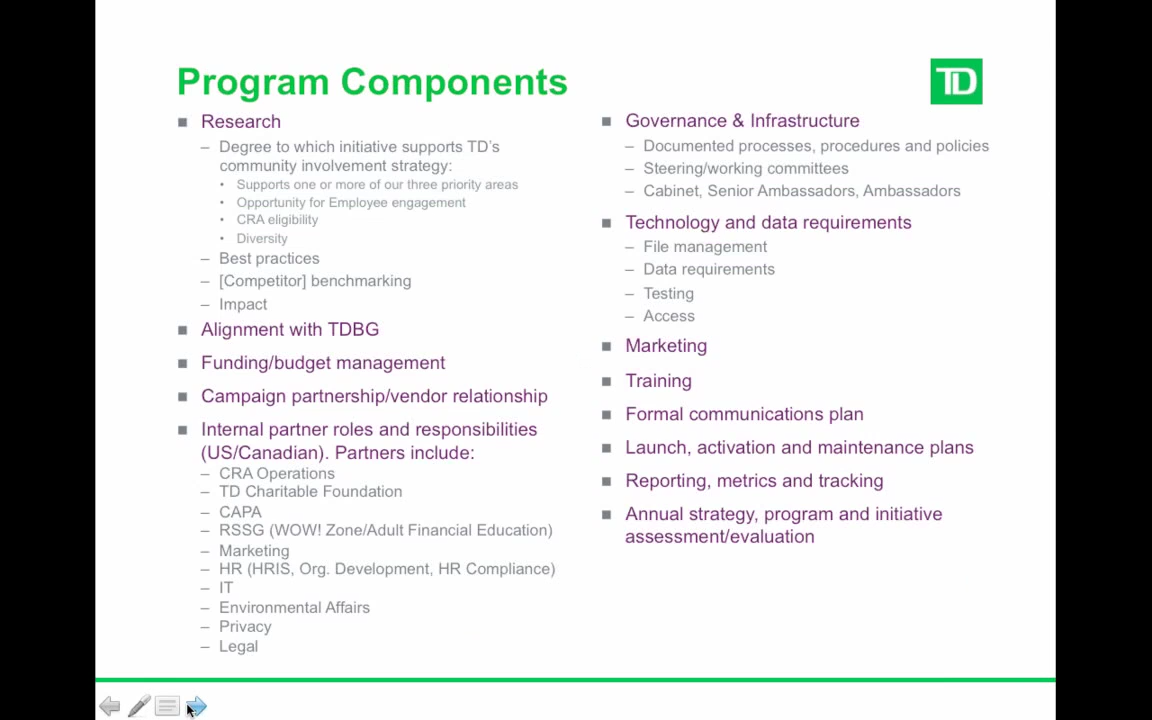 Program Components
TD
■ Research
– Degree to which initiative supports TD's
community involvement strategy:
• Supports one or more of our three priority areas
• Opportunity for Employee engagement
• CRA eligibility
• Diversity
– Best practices
– [Competitor] benchmarking
– Impact
■ Alignment with TDBG
■ Funding/budget management
■ Campaign partnership/vendor relationship
■ Internal partner roles and responsibilities
(US/Canadian). Partners include:
– CRA Operations
– TD Charitable Foundation
– CAPA
– RSSG (WOW! Zone/Adult Financial Education)
– Marketing
– HR (HRIS, Org. Development, HR Compliance)
– IT
– Environmental Affairs
– Privacy
– Legal
■ Governance & Infrastructure
– Documented processes, procedures and policies
– Steering/working committees
– Cabinet, Senior Ambassadors, Ambassadors
■ Technology and data requirements
– File management
– Data requirements
– Testing
– Access
■ Marketing
■ Training
■ Formal communications plan
■ Launch, activation and maintenance plans
■ Reporting, metrics and tracking
■ Annual strategy, program and initiative
assessment/evaluation